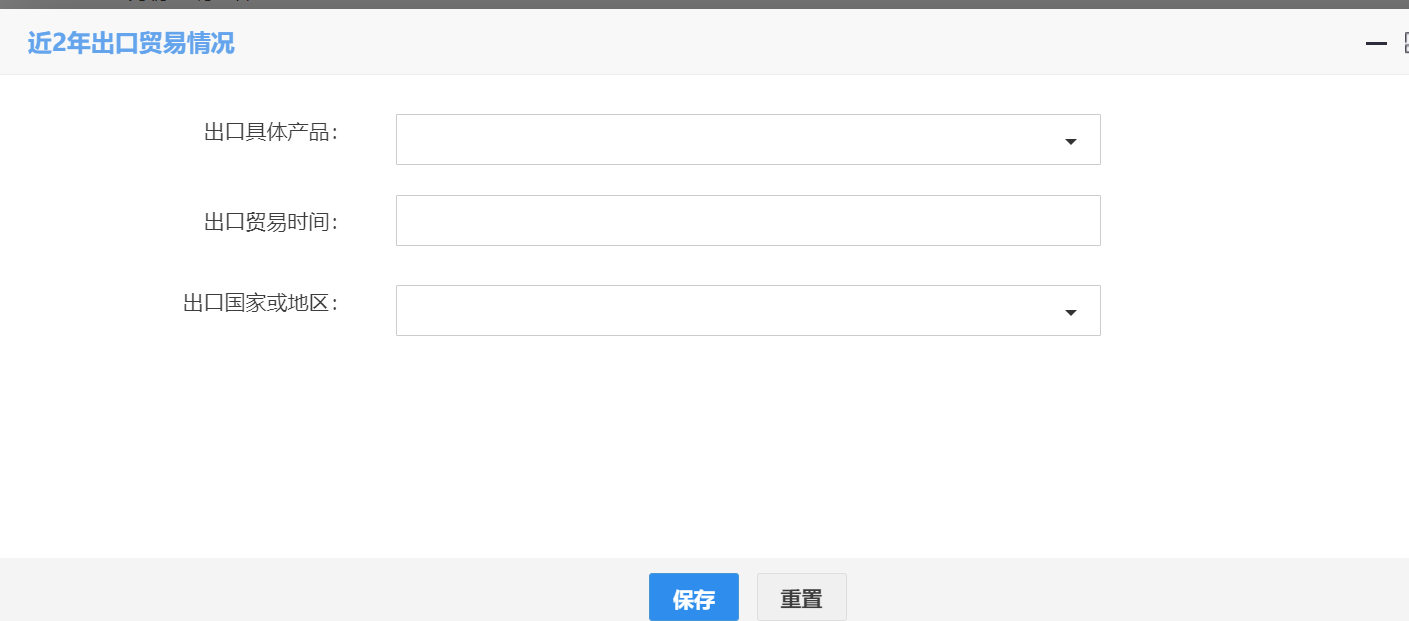 近2年出口贸易情况
出口具体产品：
出口贸易时间：
出口国家或地区：
保存 重置